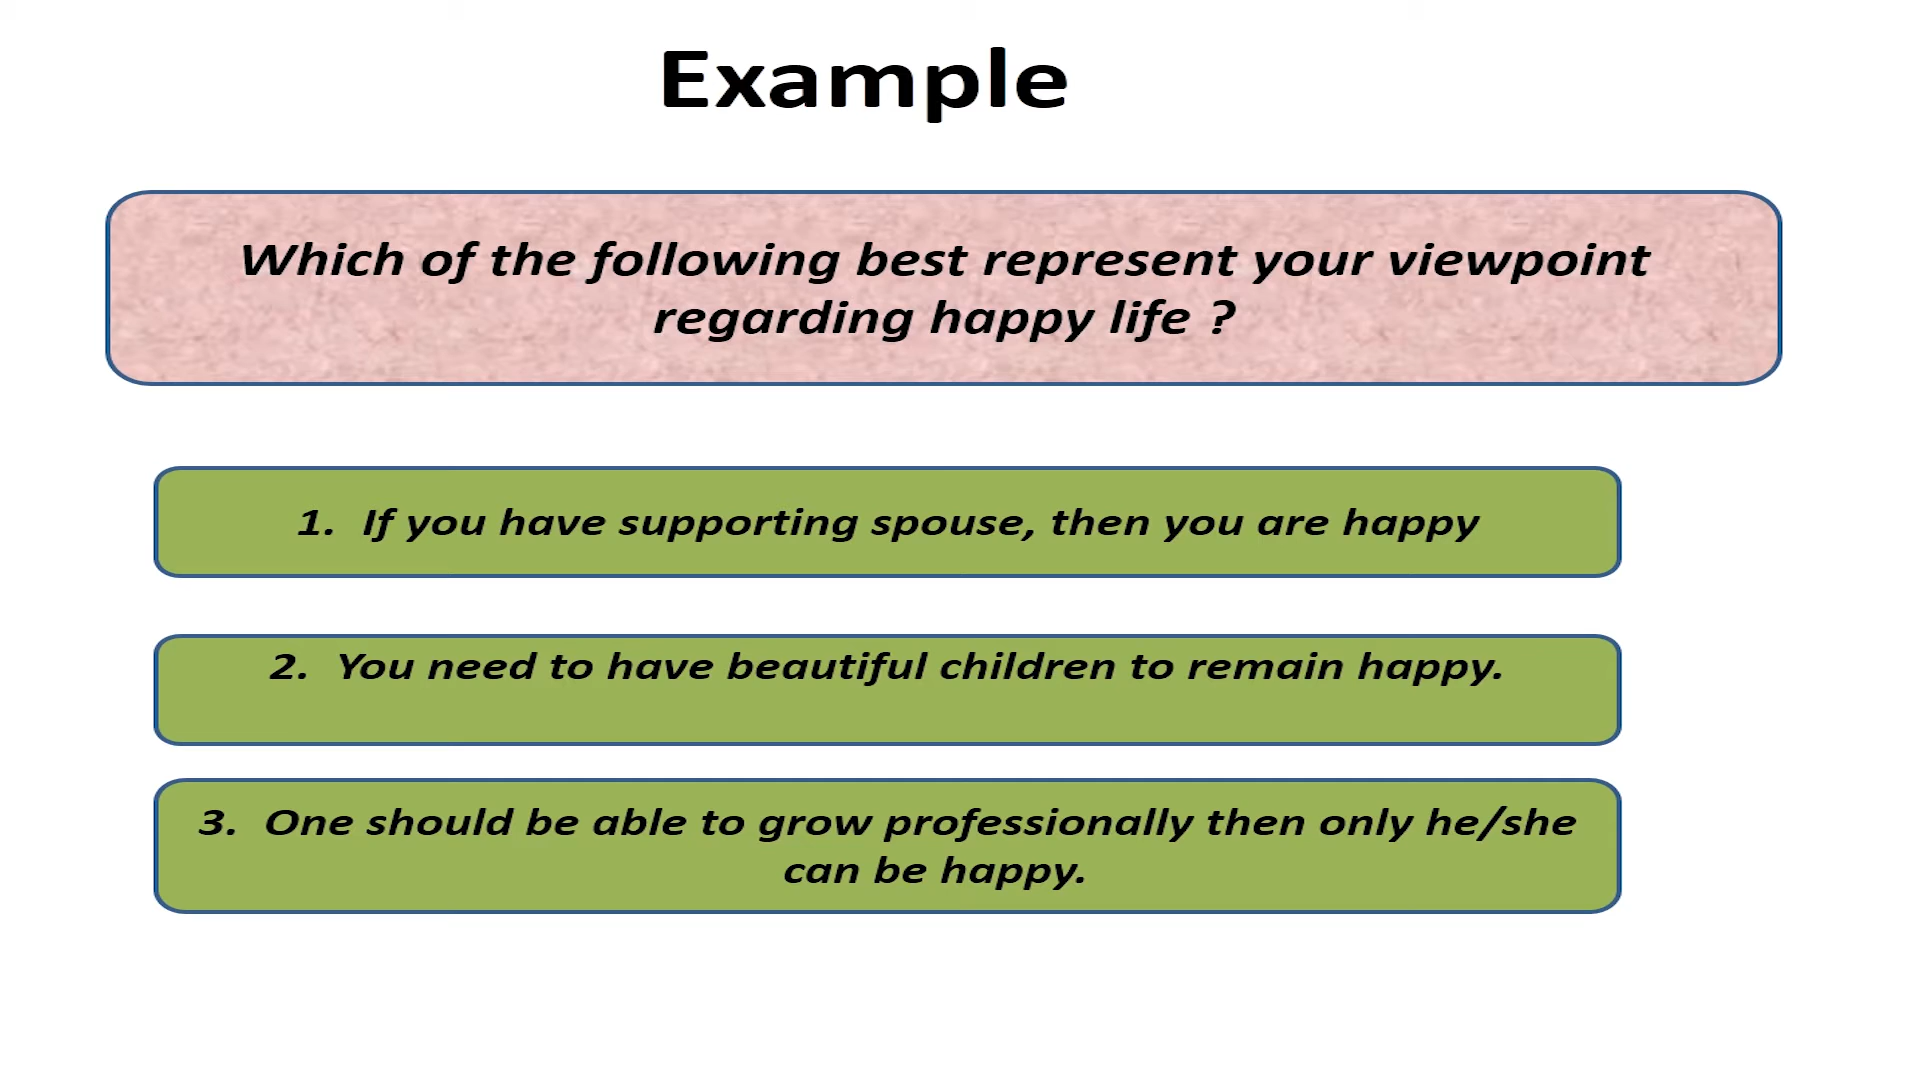 Example
Which of the following best represent your viewpoint
regarding happy life ?
1. If you have supporting spouse, then you are happy
2. You need to have beautiful children to remain happy.
3. One should be able to grow professionally then only he/she
can be happy.